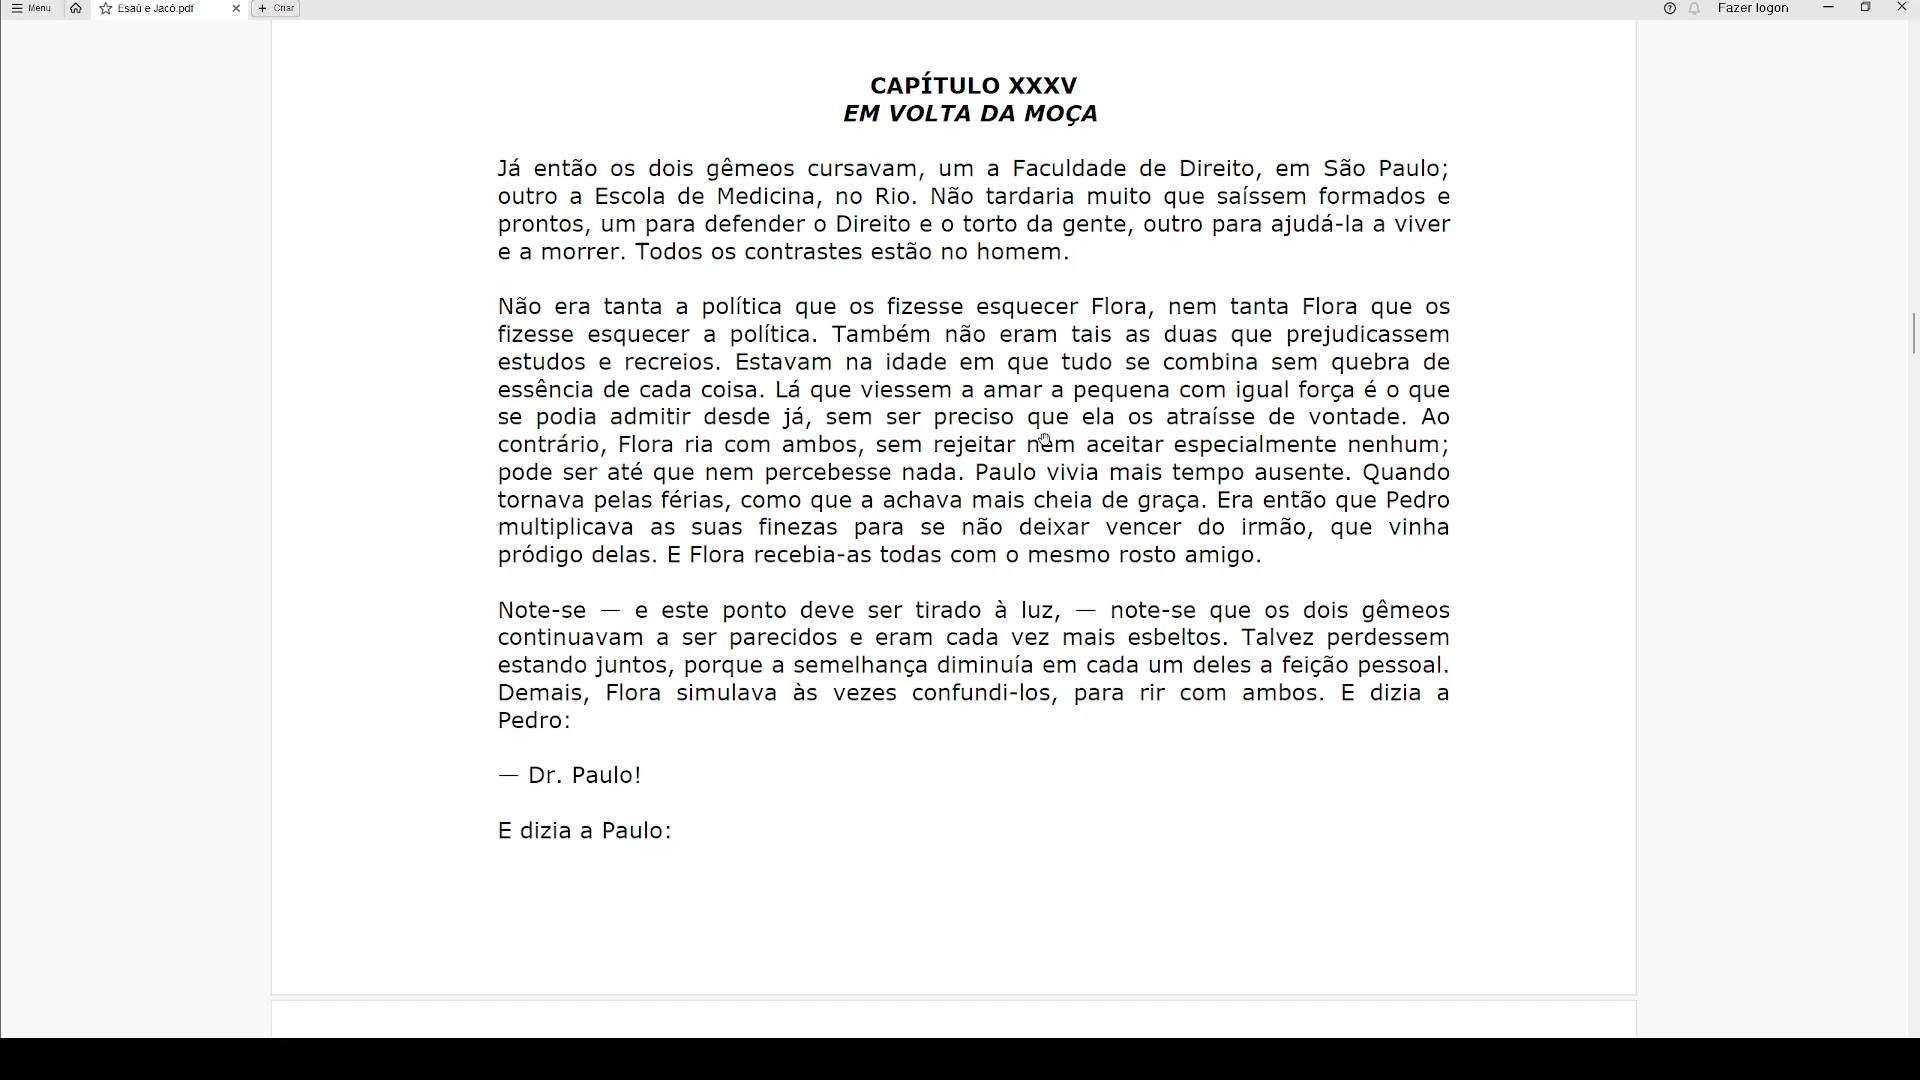 Menu
Esaú e Jacó.pdf
Criar
Fazer logon
CAPÍTULO XXXV
EM VOLTA DA MOÇA
Já então os dois gêmeos cursavam, um a Faculdade de Direito, em São Paulo;
outro a Escola de Medicina, no Rio. Não tardaria muito que saíssem formados e
prontos, um para defender o Direito e o torto da gente, outro para ajudá-la a viver
e a morrer. Todos os contrastes estão no homem.
Não era tanta a política que os fizesse esquecer Flora, nem tanta Flora que os
fizesse esquecer a política. Também não eram tais as duas que prejudicassem
estudos e recreios. Estavam na idade em que tudo se combina sem quebra de
essência de cada coisa. Lá que viessem a amar a pequena com igual força é o que
se podia admitir desde já, sem ser preciso que ela os atraísse de vontade. Ao
contrário, Flora ria com ambos, sem rejeitar nem aceitar especialmente nenhum;
pode ser até que nem percebesse nada. Paulo vivia mais tempo ausente. Quando
tornava pelas férias, como que a achava mais cheia de graça. Era então que Pedro
multiplicava as suas finezas para se não deixar vencer do irmão, que vinha
pródigo delas. E Flora recebia-as todas com o mesmo rosto amigo.
Note-se — e este ponto deve ser tirado à luz, — note-se que os dois gêmeos
continuavam a ser parecidos e eram cada vez mais esbeltos. Talvez perdessem
estando juntos, porque a semelhança diminuía em cada um deles a feição pessoal.
Demais, Flora simulava às vezes confundi-los, para rir com ambos. E dizia a
Pedro:
— Dr. Paulo!
E dizia a Paulo: